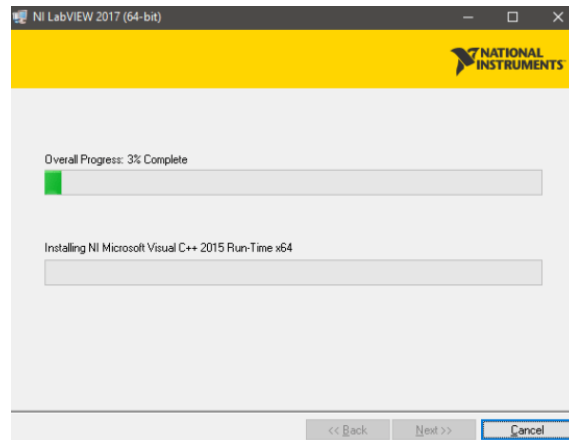 NI LabVIEW 2017 (64-bit)
NATIONAL
INSTRUMENTS
Overall Progress: 3% Complete
Installing NI Microsoft Visual C++ 2015 Run-Time x64
<< Back Next >> Cancel